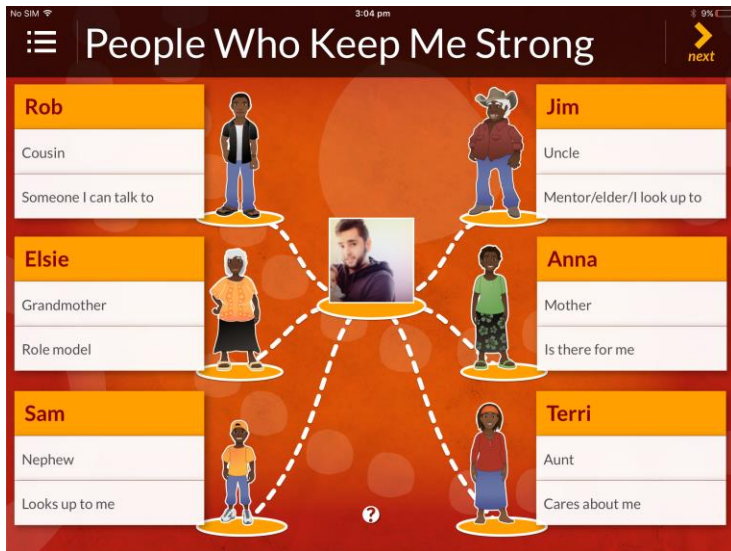 No SIM
3:04 pm
9%
People Who Keep Me Strong
next
Rob
Cousin
Someone I can talk to
Jim
Uncle
Mentor/elder/I look up to
Elsie
Grandmother
Role model
Anna
Mother
Is there for me
Sam
Nephew
Looks up to me
Terri
Aunt
Cares about me
?